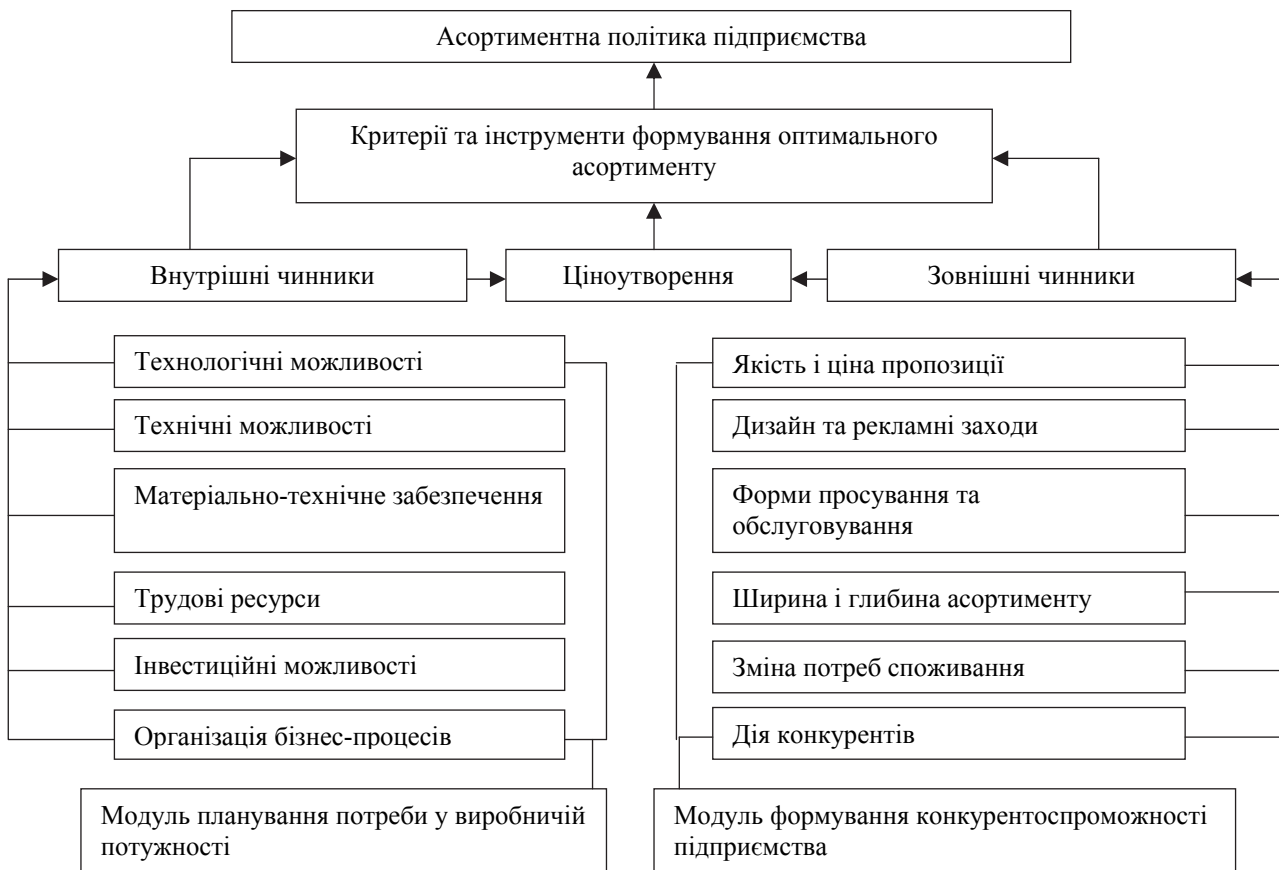 Асортиментна політика підприємства
Критерії та інструменти формування оптимального
асортименту
Внутрішні чинники
Ціноутворення
Зовнішні чинники
Технологічні можливості
Технічні можливості
Матеріально-технічне забезпечення
Трудові ресурси
Інвестиційні можливості
Організація бізнес-процесів
Модуль планування потреби у виробничій
потужності
Якість і ціна пропозиції
Дизайн та рекламні заходи
Форми просування та
обслуговування
Ширина і глибина асортименту
Зміна потреб споживання
Дія конкурентів
Модуль формування конкурентоспроможності
підприємства